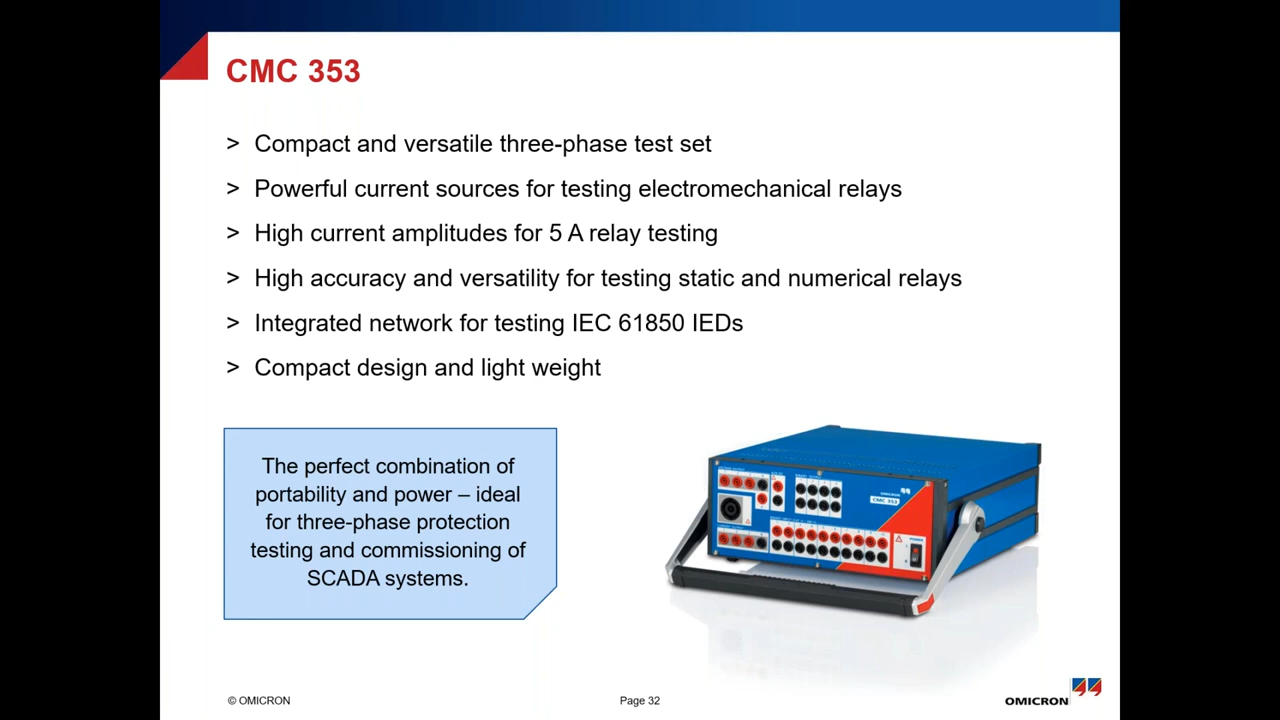 CMC 353
> Compact and versatile three-phase test set
> Powerful current sources for testing electromechanical relays
> High current amplitudes for 5 A relay testing
> High accuracy and versatility for testing static and numerical relays
> Integrated network for testing IEC 61850 IEDs
> Compact design and light weight
The perfect combination of
portability and power – ideal
for three-phase protection
testing and commissioning of
SCADA systems.
OMICRON
CMC 353
POWER
© OMICRON
Page 32
OMICRON